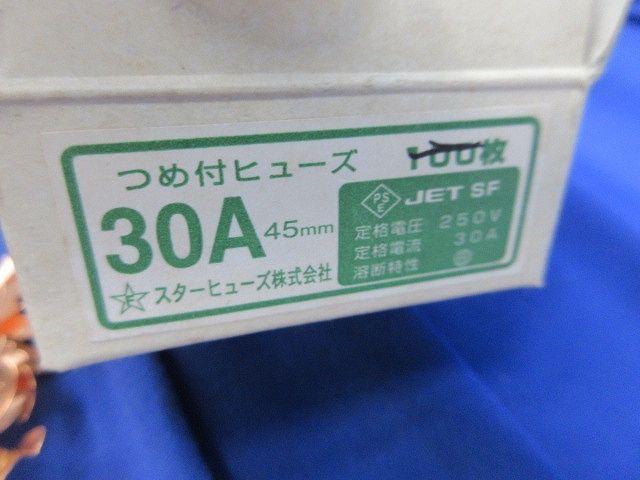 つめ付ヒューズ 100枚
30A 45mm
PSE JET SF
定格電圧 250V
定格電流 30A
溶断特性
スターヒューズ株式会社